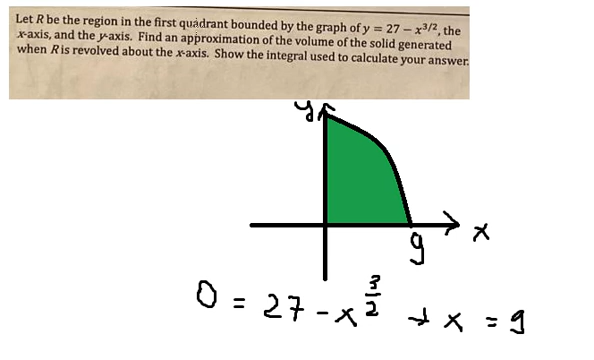 Let R be the region in the first quadrant bounded by the graph of y = 27 − x^{3/2}, the
x-axis, and the y-axis. Find an approximation of the volume of the solid generated
when R is revolved about the x-axis. Show the integral used to calculate your answer.
y
x
9
0 = 27 - x^{3/2} → x = 9